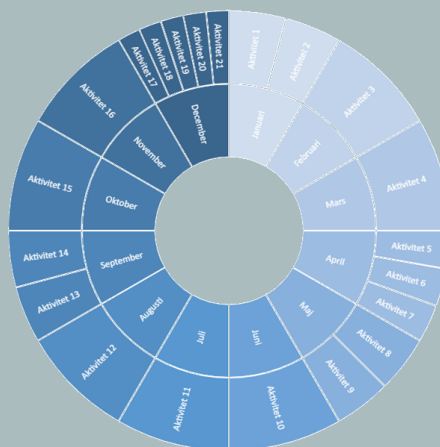 Aktivitet 1
Aktivitet 2
Aktivitet 3
Aktivitet 4
Aktivitet 5
Aktivitet 6
Aktivitet 7
Aktivitet 8
Aktivitet 9
Aktivitet 10
Aktivitet 11
Aktivitet 12
Aktivitet 13
Aktivitet 14
Aktivitet 15
Aktivitet 16
Aktivitet 17
Aktivitet 18
Aktivitet 19
Aktivitet 20
Aktivitet 21
Januari
Februari
Mars
April
Maj
Juni
Juli
Augusti
September
Oktober
November
December